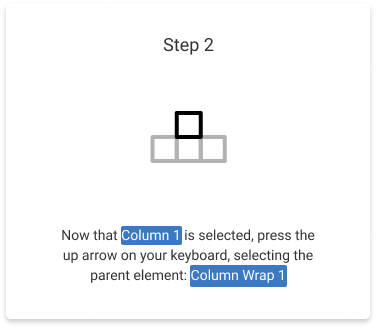 Step 2
Now that Column 1 is selected, press the
up arrow on your keyboard, selecting the
parent element: Column Wrap 1